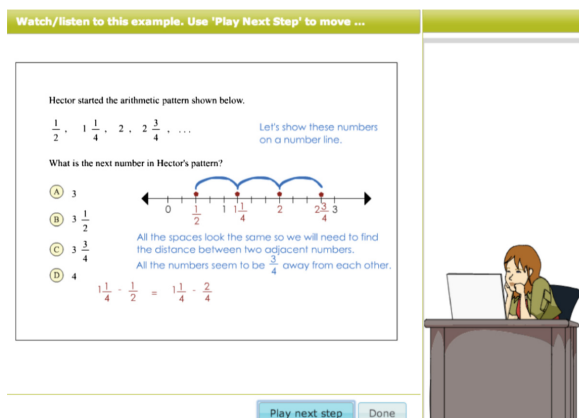 Watch/listen to this example. Use 'Play Next Step' to move ...
Hector started the arithmetic pattern shown below.
1/2 , 1 1/4 , 2 , 2 3/4 , . . .
Let's show these numbers
on a number line.
What is the next number in Hector's pattern?
A 3
B 3 1/2
C 3 3/4
D 4
0 1/2 1 1 1/4 2 2 3/4 3
All the spaces look the same so we will need to find
the distance between two adjacent numbers.
All the numbers seem to be 3/4 away from each other.
1 1/4 - 1/2 = 1 1/4 - 2/4
Play next step
Done